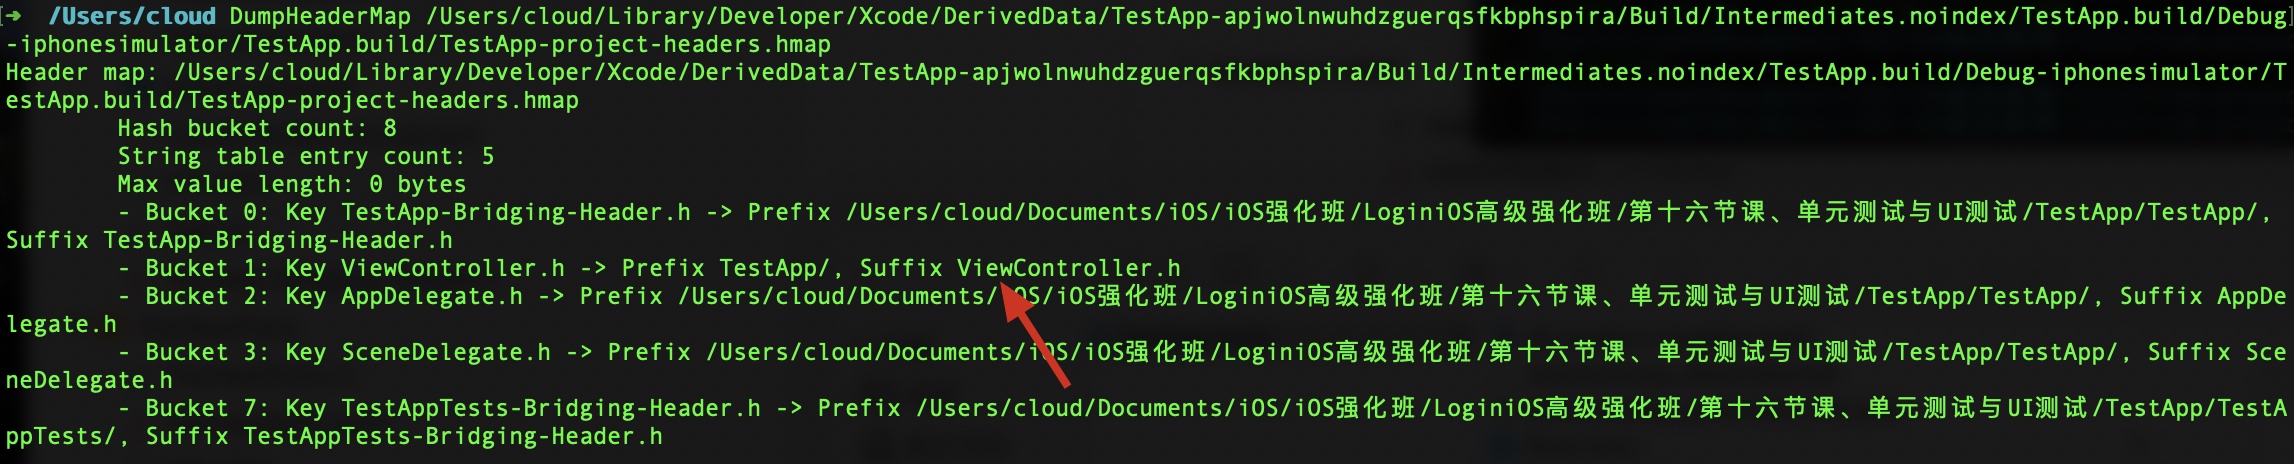 [➜  /Users/cloud DumpHeaderMap /Users/cloud/Library/Developer/Xcode/DerivedData/TestApp-apjwolnwuhdzguerqsfkbphspira/Build/Intermediates.noindex/TestApp.build/Debug]
-iphonesimulator/TestApp.build/TestApp-project-headers.hmap
Header map: /Users/cloud/Library/Developer/Xcode/DerivedData/TestApp-apjwolnwuhdzguerqsfkbphspira/Build/Intermediates.noindex/TestApp.build/Debug-iphonesimulator/T
estApp.build/TestApp-project-headers.hmap
        Hash bucket count: 8
        String table entry count: 5
        Max value length: 0 bytes
        - Bucket 0: Key TestApp-Bridging-Header.h -> Prefix /Users/cloud/Documents/iOS/iOS强化班/LoginiOS高级强化班/第十六节课、单元测试与UI测试/TestApp/TestApp/,
Suffix TestApp-Bridging-Header.h
        - Bucket 1: Key ViewController.h -> Prefix TestApp/, Suffix ViewController.h
        - Bucket 2: Key AppDelegate.h -> Prefix /Users/cloud/Documents/iOS/iOS强化班/LoginiOS高级强化班/第十六节课、单元测试与UI测试/TestApp/TestApp/, Suffix AppDe
legate.h
        - Bucket 3: Key SceneDelegate.h -> Prefix /Users/cloud/Documents/iOS/iOS强化班/LoginiOS高级强化班/第十六节课、单元测试与UI测试/TestApp/TestApp/, Suffix Sce
neDelegate.h
        - Bucket 7: Key TestAppTests-Bridging-Header.h -> Prefix /Users/cloud/Documents/iOS/iOS强化班/LoginiOS高级强化班/第十六节课、单元测试与UI测试/TestApp/TestA
ppTests/, Suffix TestAppTests-Bridging-Header.h